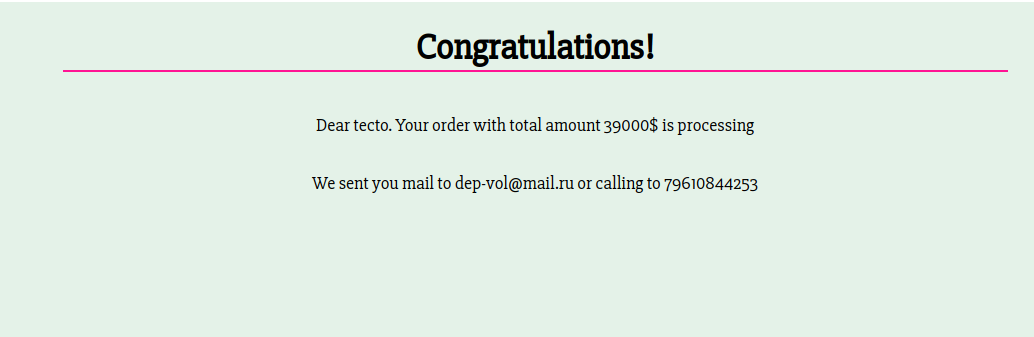 Congratulations!
Dear tecto. Your order with total amount 39000$ is processing
We sent you mail to dep-vol@mail.ru or calling to 79610844253